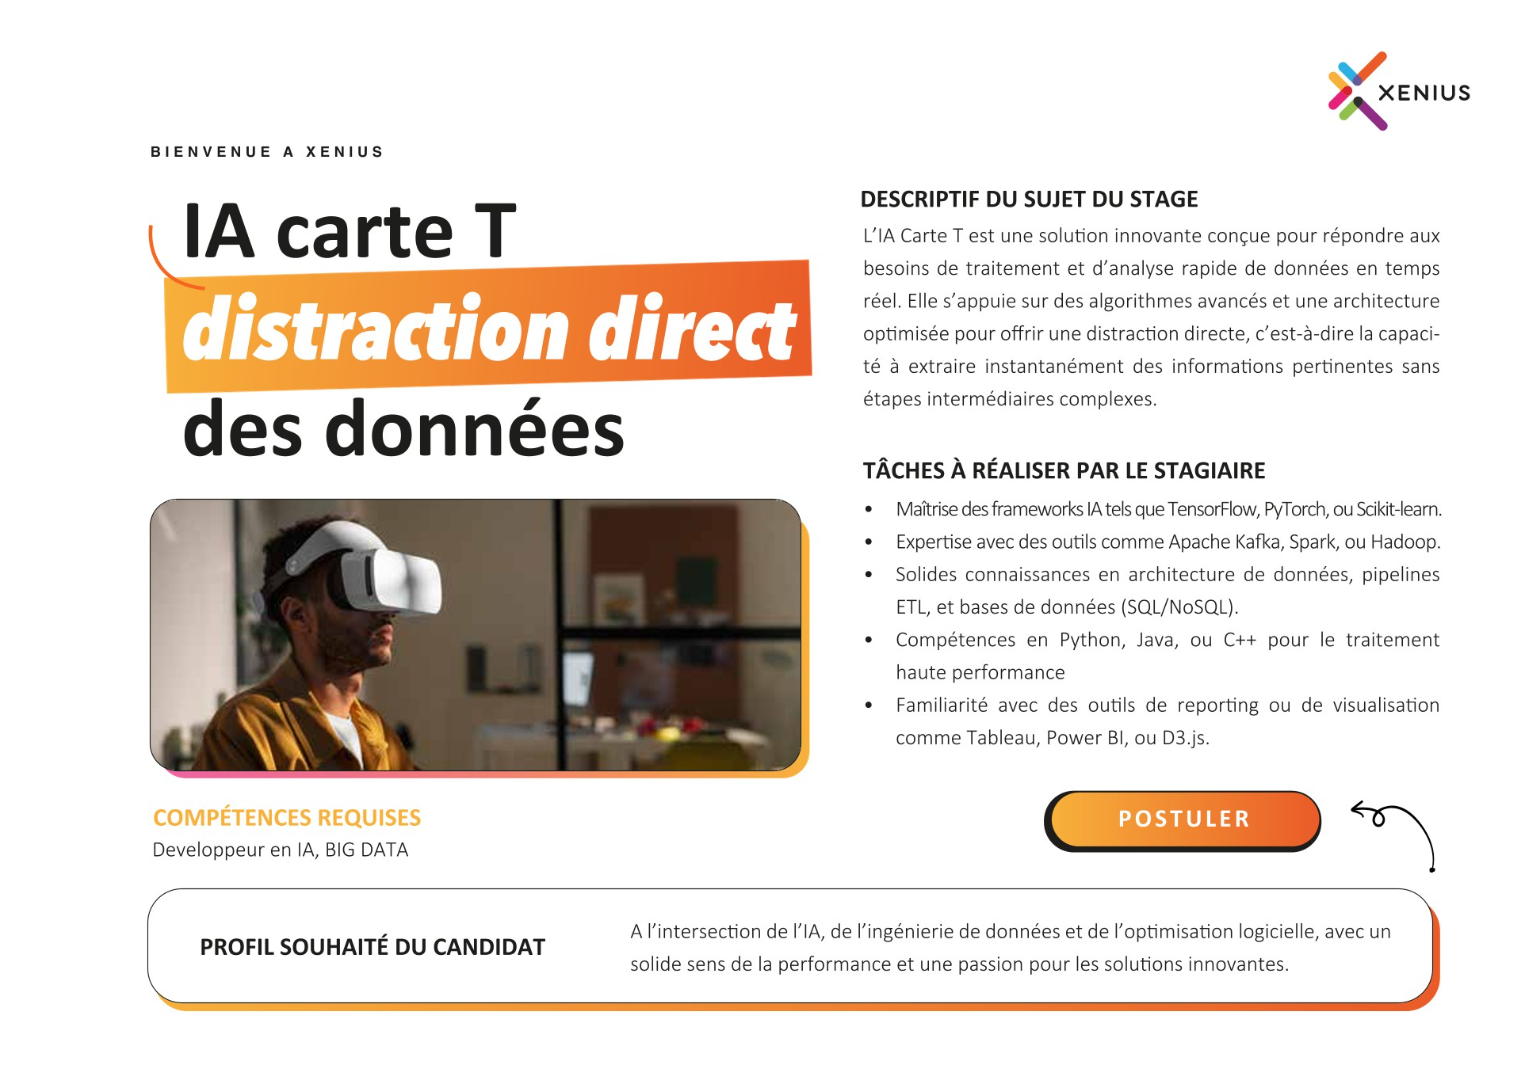 XENIUS
BIENVENUE A XENIUS
IA carte T
distraction direct
des données
DESCRIPTIF DU SUJET DU STAGE
L’IA Carte T est une solution innovante conçue pour répondre aux
besoins de traitement et d’analyse rapide de données en temps
réel. Elle s’appuie sur des algorithmes avancés et une architecture
optimisée pour offrir une distraction directe, c’est-à-dire la capaci-
té à extraire instantanément des informations pertinentes sans
étapes intermédiaires complexes.
TÂCHES À RÉALISER PAR LE STAGIAIRE
• Maîtrise des frameworks IA tels que TensorFlow, PyTorch, ou Scikit-learn.
• Expertise avec des outils comme Apache Kafka, Spark, ou Hadoop.
• Solides connaissances en architecture de données, pipelines
ETL, et bases de données (SQL/NoSQL).
• Compétences en Python, Java, ou C++ pour le traitement
haute performance
• Familiarité avec des outils de reporting ou de visualisation
comme Tableau, Power BI, ou D3.js.
COMPÉTENCES REQUISES
Developpeur en IA, BIG DATA
POSTULER
PROFIL SOUHAITÉ DU CANDIDAT
A l’intersection de l’IA, de l’ingénierie de données et de l’optimisation logicielle, avec un
solide sens de la performance et une passion pour les solutions innovantes.